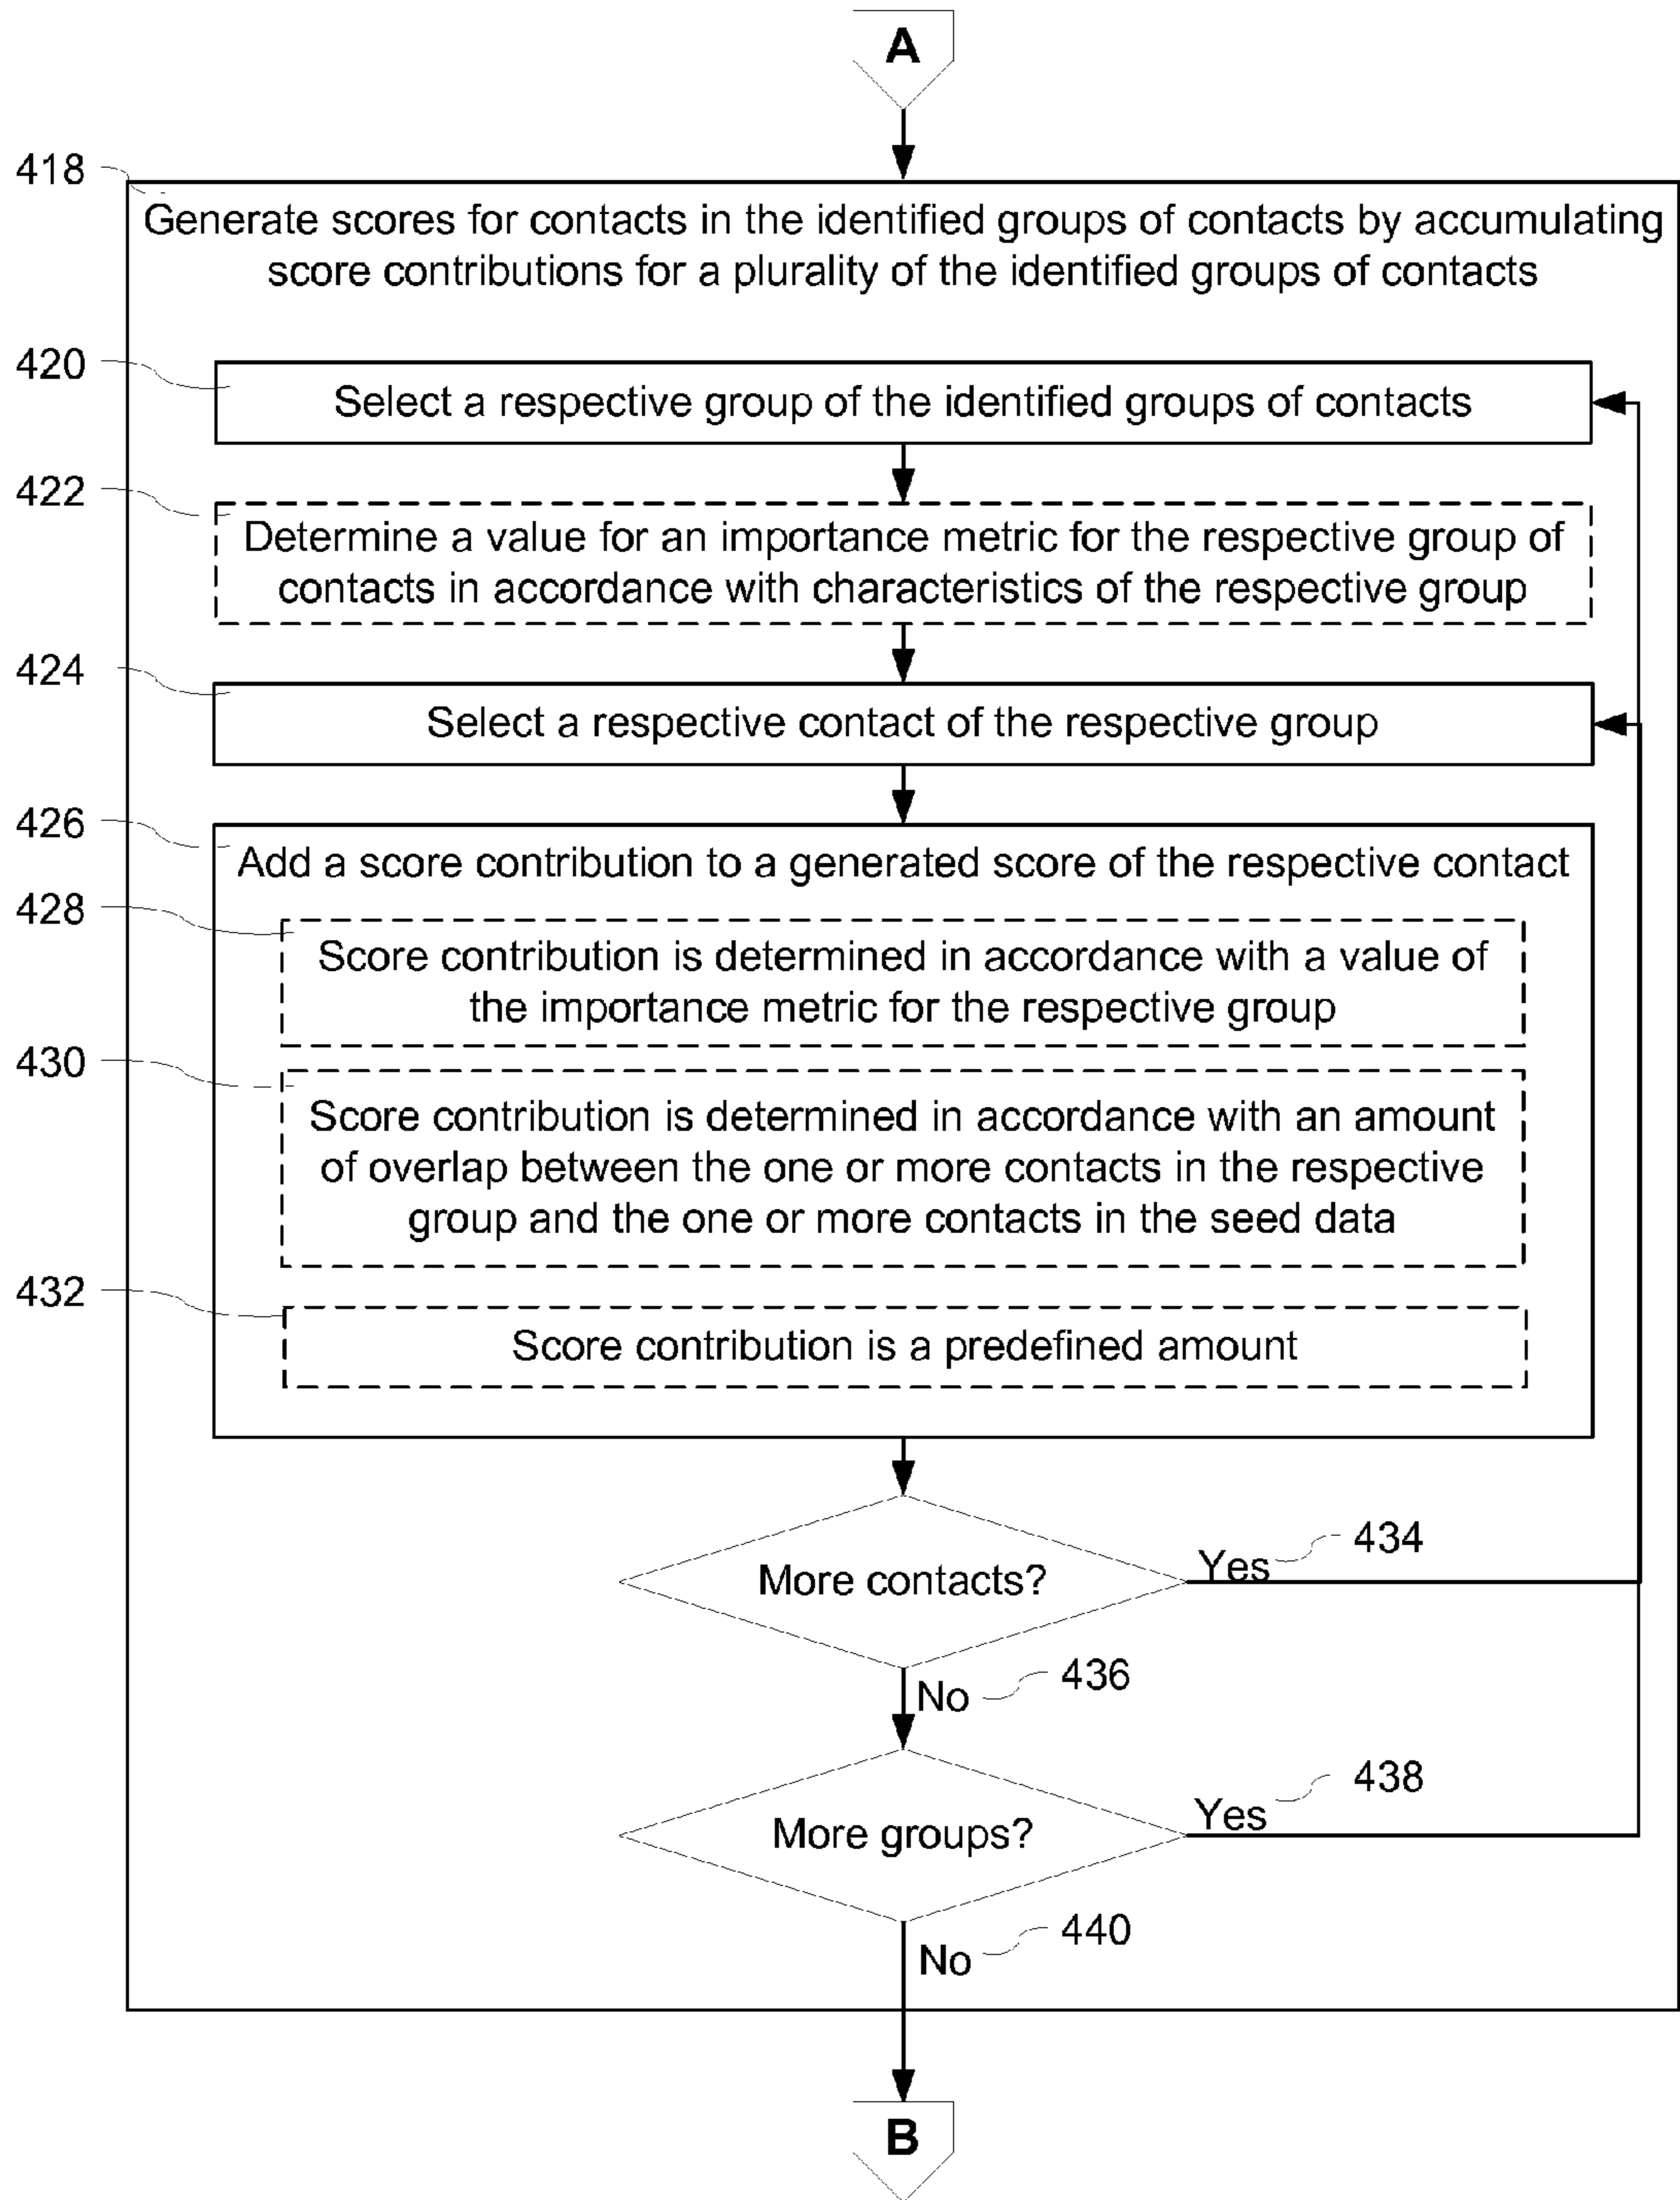 A
418
Generate scores for contacts in the identified groups of contacts by accumulating
score contributions for a plurality of the identified groups of contacts
420
Select a respective group of the identified groups of contacts
422
Determine a value for an importance metric for the respective group of
contacts in accordance with characteristics of the respective group
424
Select a respective contact of the respective group
426
Add a score contribution to a generated score of the respective contact
428
Score contribution is determined in accordance with a value of
the importance metric for the respective group
430
Score contribution is determined in accordance with an amount
of overlap between the one or more contacts in the respective
group and the one or more contacts in the seed data
432
Score contribution is a predefined amount
More contacts?
Yes
434
No
436
More groups?
Yes
438
No
440
B